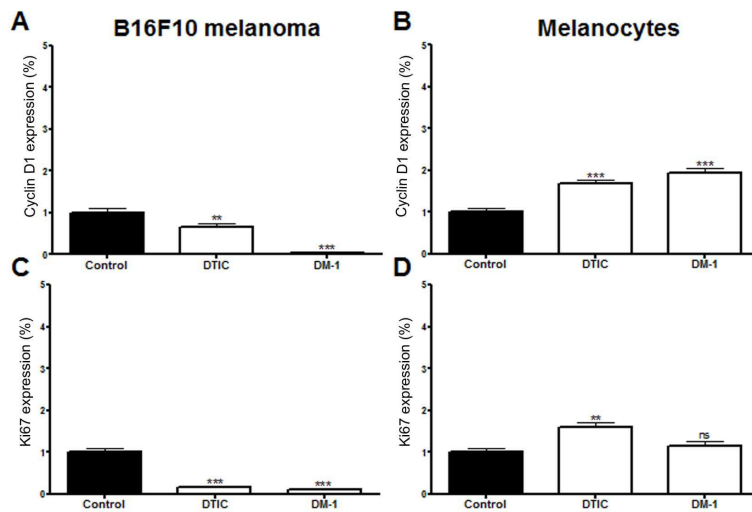 A
B16F10 melanoma
B
Melanocytes
Cyclin D1 expression (%)
5
4
3
2
1
0
**
***
Control
DTIC
DM-1
Cyclin D1 expression (%)
5
4
3
2
1
0
***
***
Control
DTIC
DM-1
C
Ki67 expression (%)
5
4
3
2
1
0
***
***
Control
DTIC
DM-1
D
Ki67 expression (%)
5
4
3
2
1
0
**
ns
Control
DTIC
DM-1